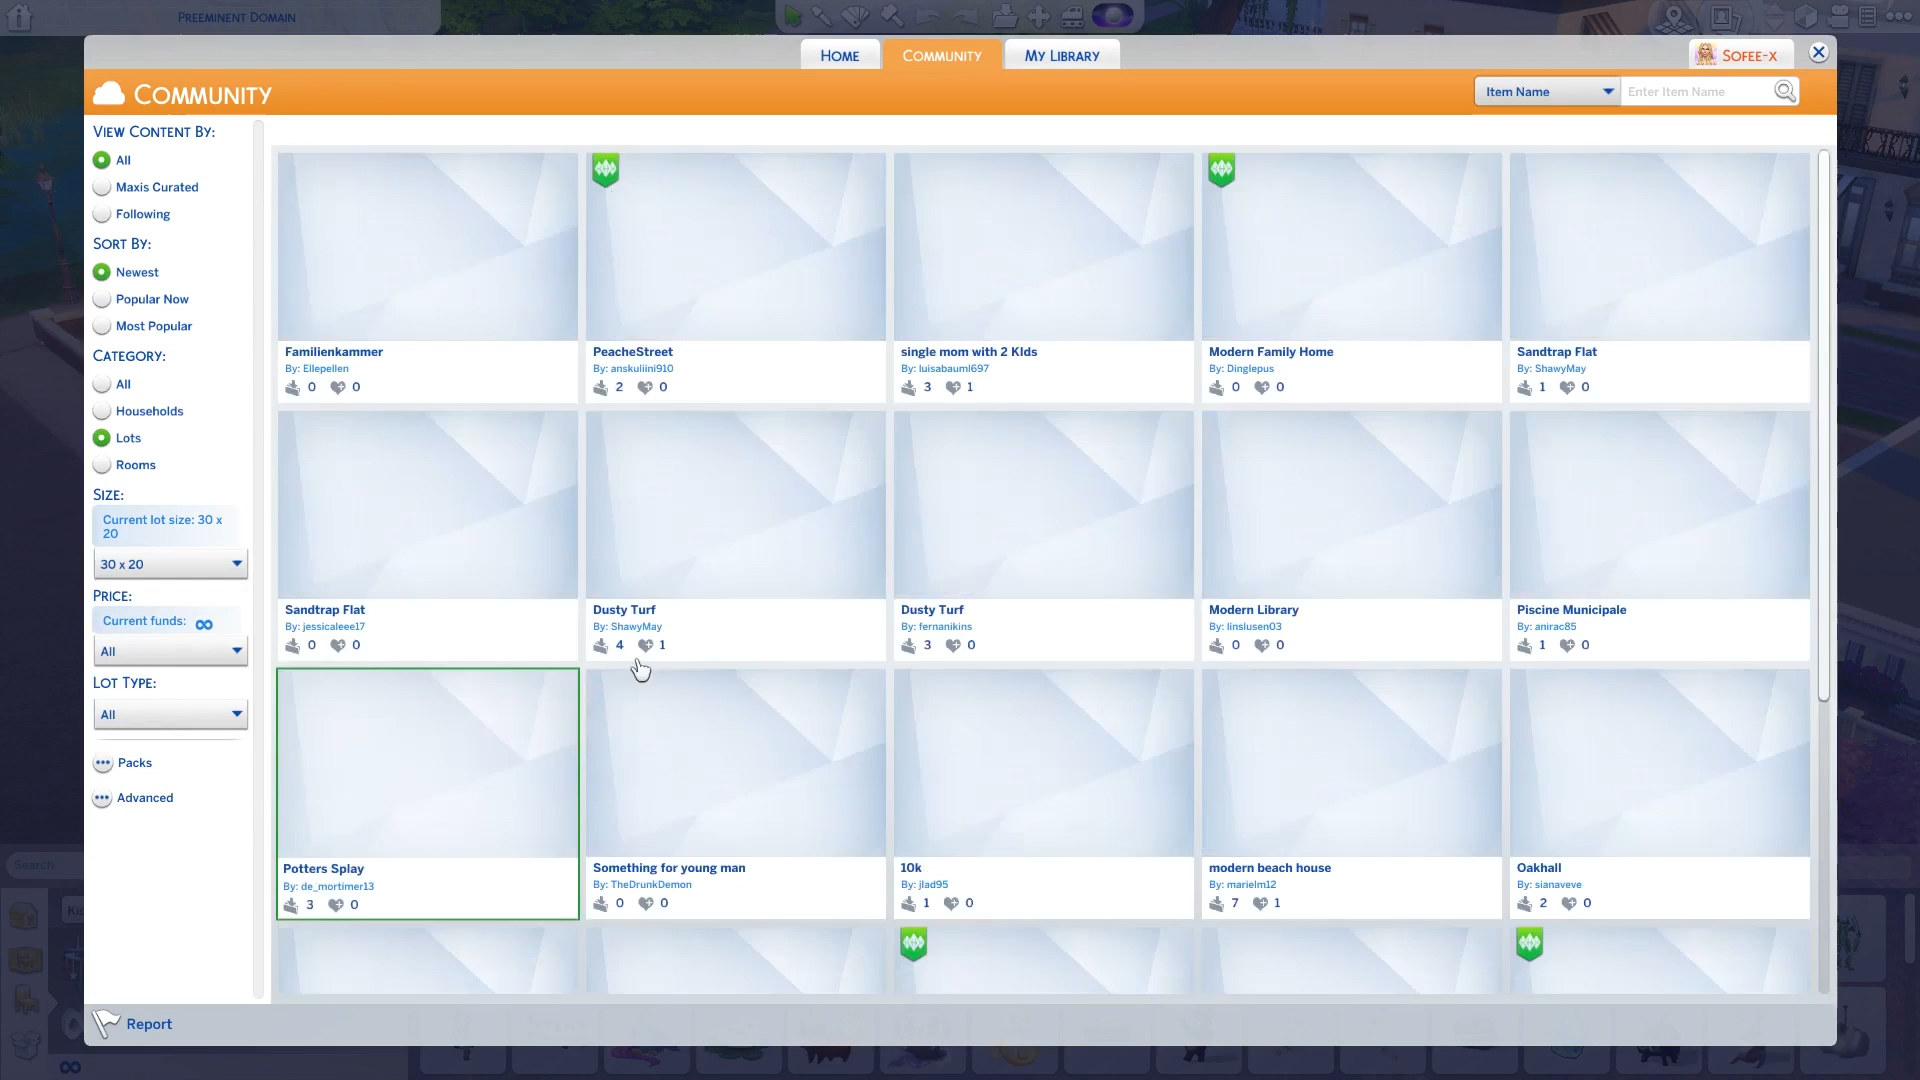 PREEMINENT DOMAIN
HOME
COMMUNITY
MY LIBRARY
SOFEE-X
COMMUNITY
Item Name
Enter Item Name
VIEW CONTENT BY:
All
Maxis Curated
Following
SORT BY:
Newest
Popular Now
Most Popular
CATEGORY:
All
Households
Lots
Rooms
SIZE:
Current lot size: 30 x
20
30 x 20
PRICE:
Current funds: ∞
All
LOT TYPE:
All
Packs
Advanced
Familienkammer
By: Ellepellen
0 0
PeacheStreet
By: anskuliini910
2 0
single mom with 2 KIds
By: luisabauml697
3 1
Modern Family Home
By: Dinglepus
0 0
Sandtrap Flat
By: ShawyMay
1 0
Sandtrap Flat
By: jessicaleee17
0 0
Dusty Turf
By: ShawyMay
4 1
Dusty Turf
By: fernanikins
3 0
Modern Library
By: linslusen03
0 0
Piscine Municipale
By: anirac85
1 0
Potters Splay
By: de_mortimer13
3 0
Something for young man
By: TheDrunkDemon
0 0
10k
By: jlad95
1 0
modern beach house
By: marielm12
7 1
Oakhall
By: sianaveve
2 0
Search
Report
∞